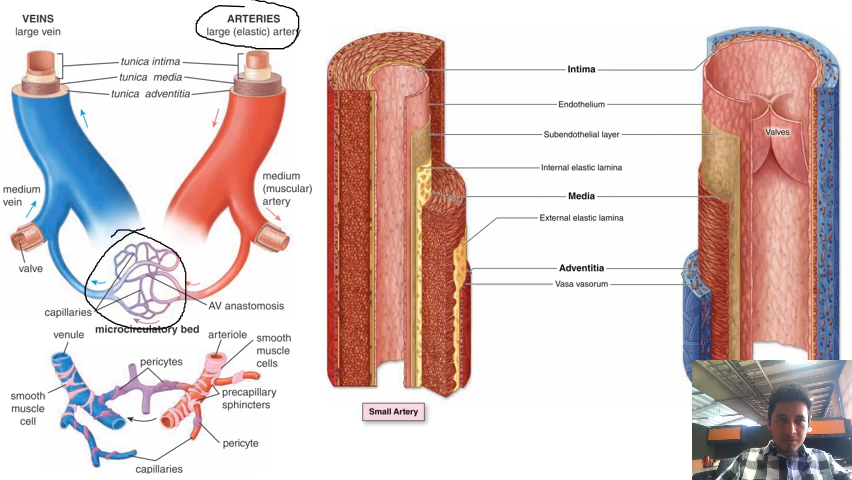 VEINS
large vein
ARTERIES
large (elastic) artery
tunica intima
tunica media
tunica adventitia
medium
vein
medium
(muscular)
artery
valve
capillaries
AV anastomosis
microcirculatory bed
venule
arteriole
smooth
muscle
cells
pericytes
smooth
muscle
cell
precapillary
sphincters
pericyte
capillaries
Intima
Endothelium
Subendothelial layer
Internal elastic lamina
Media
External elastic lamina
Adventitia
Vasa vasorum
Valves
Small Artery